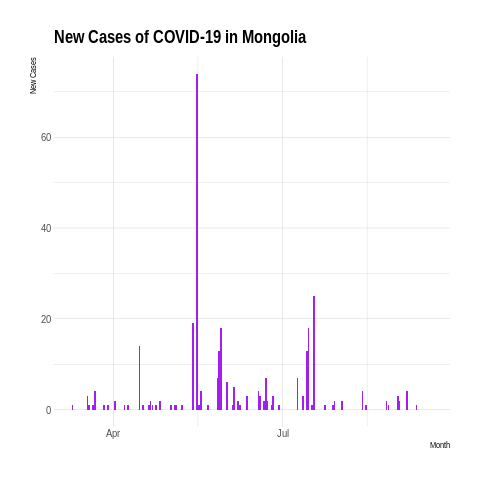 New Cases of COVID-19 in Mongolia
New Cases
60
40
20
0
Apr
Jul
Month